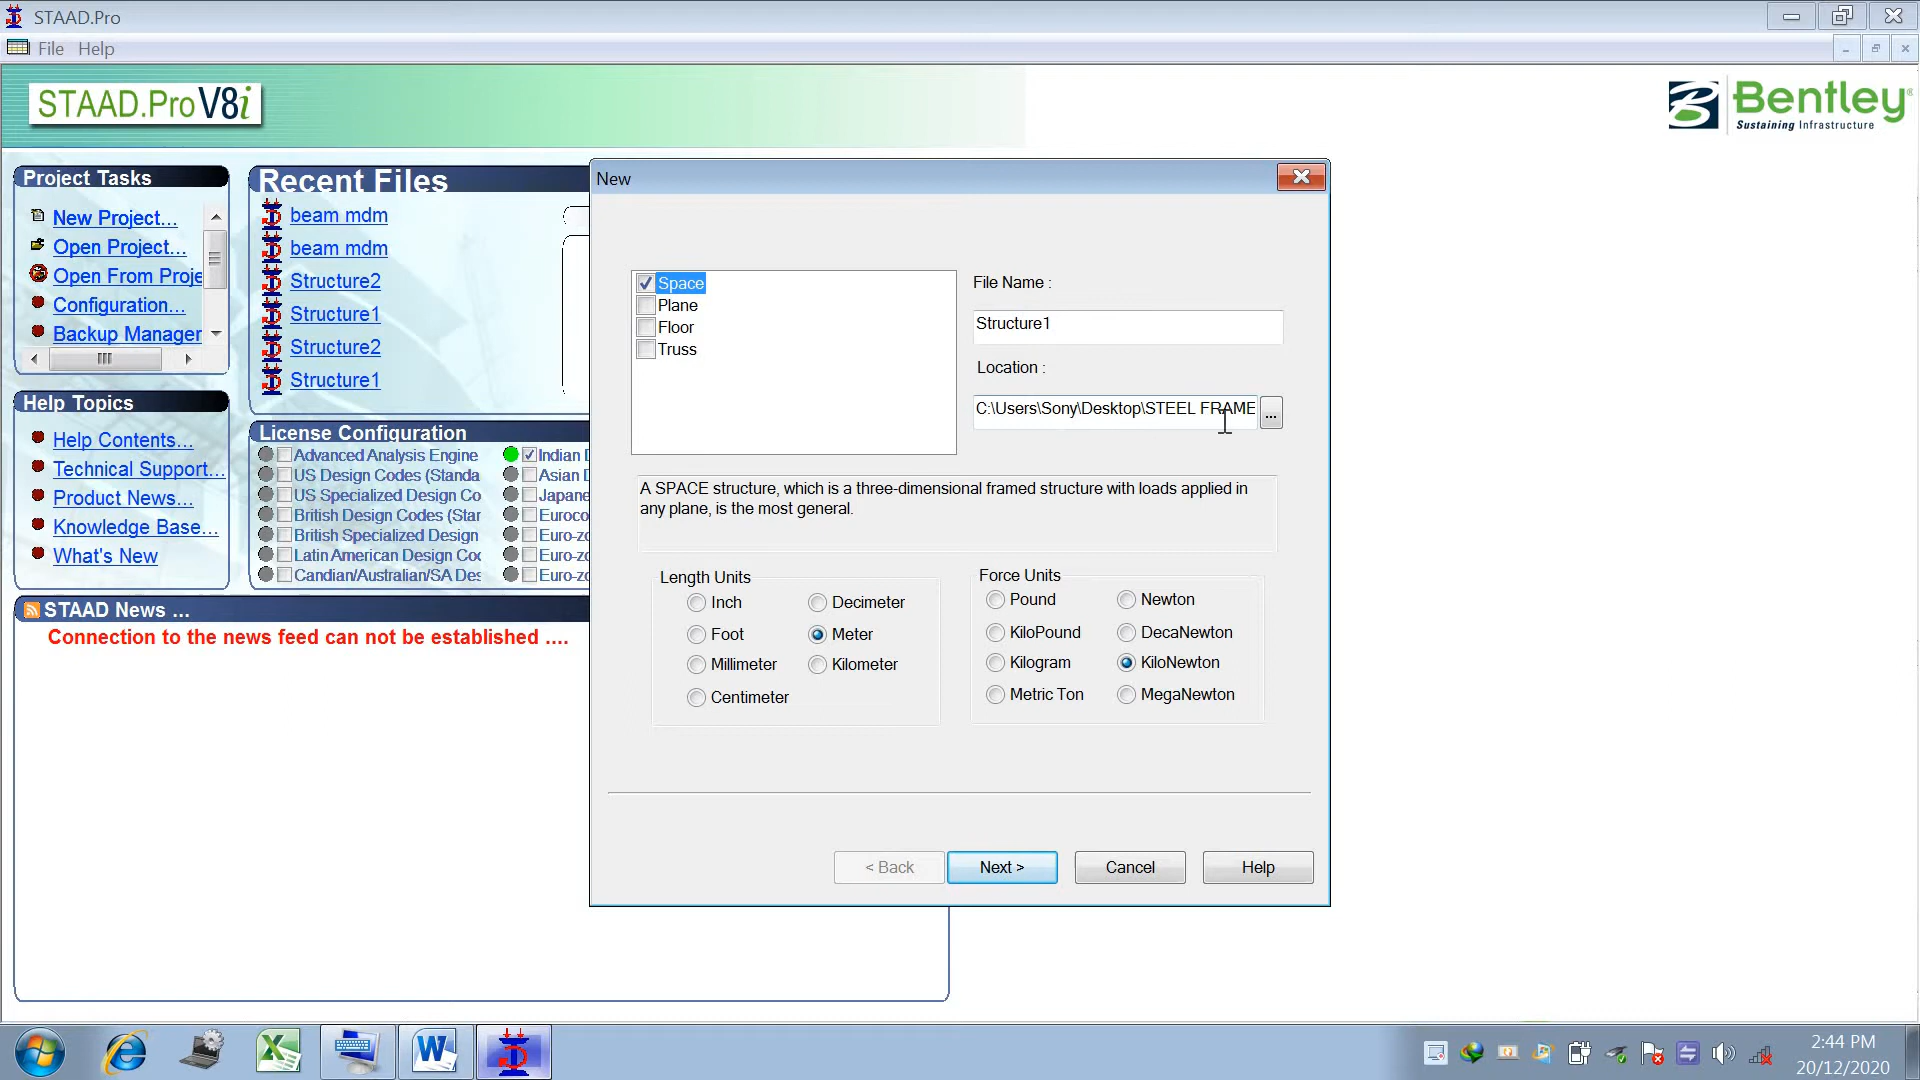 STAAD.Pro
File Help
STAAD.Pro V8i
Bentley
Sustaining Infrastructure
Project Tasks
New Project...
Open Project...
Open From Proje
Configuration...
Backup Manager
Help Topics
Help Contents...
Technical Support...
Product News...
Knowledge Base...
What's New
Recent Files
beam mdm
beam mdm
Structure2
Structure1
Structure2
Structure1
License Configuration
Advanced Analysis Engine
US Design Codes (Standa
US Specialized Design Co
British Design Codes (Star
British Specialized Design
Latin American Design Coc
Candian/Australian/SA Des
Indian D
Asian D
Japane
Euroco
Euro-zo
Euro-zo
Euro-zo
STAAD News ...
Connection to the news feed can not be established ....
New
Space
Plane
Floor
Truss
File Name :
Structure1
Location :
C:\Users\Sony\Desktop\STEEL FRAME
...
A SPACE structure, which is a three-dimensional framed structure with loads applied in
any plane, is the most general.
Length Units
Inch
Foot
Millimeter
Centimeter
Decimeter
Meter
Kilometer
Force Units
Pound
KiloPound
Kilogram
Metric Ton
Newton
DecaNewton
KiloNewton
MegaNewton
< Back
Next >
Cancel
Help
2:44 PM
20/12/2020